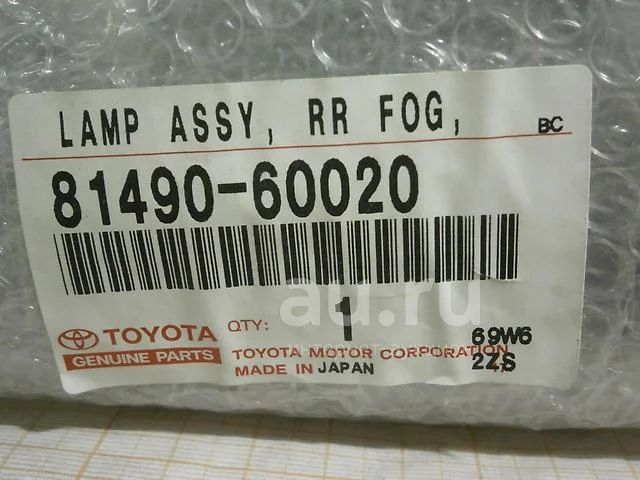 LAMP ASSY, RR FOG,
BC
81490-60020
TOYOTA
GENUINE PARTS
QTY: 1
69W6
TOYOTA MOTOR CORPORATION
MADE IN JAPAN
2ZS
au.ru